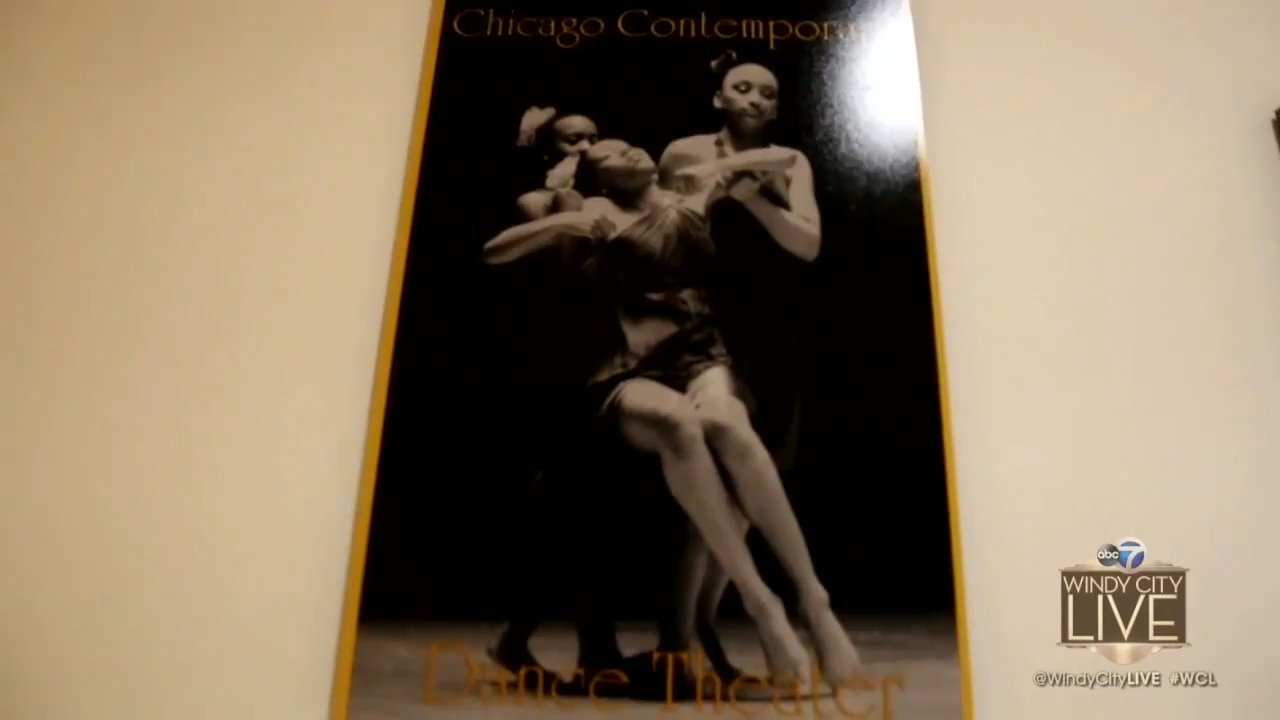 Chicago Contempora
Dance Theater
abc 7
WINDY CITY
LIVE
@WindyCityLIVE #WCL